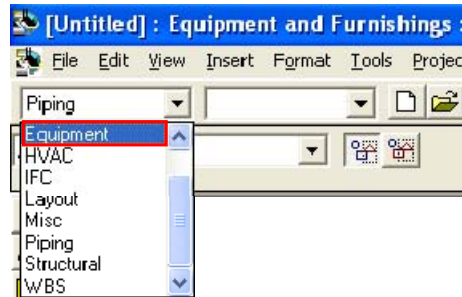 [Untitled] : Equipment and Furnishings :
File Edit View Insert Format Tools Projec
Piping
Equipment
HVAC
IFC
Layout
Misc
Piping
Structural
WBS